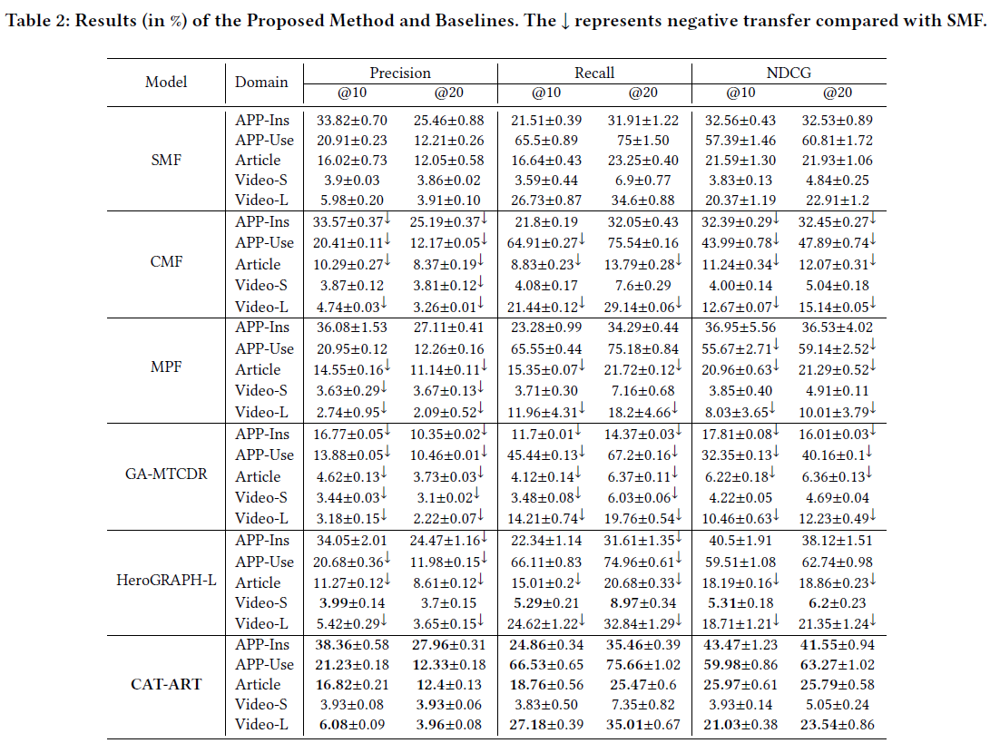 Table 2: Results (in %) of the Proposed Method and Baselines. The ↓ represents negative transfer compared with SMF.
Model Domain Precision Recall NDCG
@10 @20 @10 @20 @10 @20
SMF
APP-Ins 33.82±0.70 25.46±0.88 21.51±0.39 31.91±1.22 32.56±0.43 32.53±0.89
APP-Use 20.91±0.23 12.21±0.26 65.5±0.89 75±1.50 57.39±1.46 60.81±1.72
Article 16.02±0.73 12.05±0.58 16.64±0.43 23.25±0.40 21.59±1.30 21.93±1.06
Video-S 3.9±0.03 3.86±0.02 3.59±0.44 6.9±0.77 3.83±0.13 4.84±0.25
Video-L 5.98±0.20 3.91±0.10 26.73±0.87 34.6±0.88 20.37±1.19 22.91±1.2
CMF
APP-Ins 33.57±0.37↓ 25.19±0.37↓ 21.8±0.19 32.05±0.43 32.39±0.29↓ 32.45±0.27↓
APP-Use 20.41±0.11↓ 12.17±0.05↓ 64.91±0.27↓ 75.54±0.16 43.99±0.78↓ 47.89±0.74↓
Article 10.29±0.27↓ 8.37±0.19↓ 8.83±0.23↓ 13.79±0.28↓ 11.24±0.34↓ 12.07±0.31↓
Video-S 3.87±0.12 3.81±0.12↓ 4.08±0.17 7.6±0.29 4.00±0.14 5.04±0.18
Video-L 4.74±0.03↓ 3.26±0.01↓ 21.44±0.12↓ 29.14±0.06↓ 12.67±0.07↓ 15.14±0.05↓
MPF
APP-Ins 36.08±1.53 27.11±0.41 23.28±0.99 34.29±0.44 36.95±5.56 36.53±4.02
APP-Use 20.95±0.12 12.26±0.16 65.55±0.44 75.18±0.84 55.67±2.71↓ 59.14±2.52↓
Article 14.55±0.16↓ 11.14±0.11↓ 15.35±0.07↓ 21.72±0.12↓ 20.96±0.63↓ 21.29±0.52↓
Video-S 3.63±0.29↓ 3.67±0.13↓ 3.71±0.30 7.16±0.68 3.85±0.40 4.91±0.11
Video-L 2.74±0.95↓ 2.09±0.52↓ 11.96±4.31↓ 18.2±4.66↓ 8.03±3.65↓ 10.01±3.79↓
GA-MTCDR
APP-Ins 16.77±0.05↓ 10.35±0.02↓ 11.7±0.01↓ 14.37±0.03↓ 17.81±0.08↓ 16.01±0.03↓
APP-Use 13.88±0.05↓ 10.46±0.01↓ 45.44±0.13↓ 67.2±0.16↓ 32.35±0.13↓ 40.16±0.1↓
Article 4.62±0.13↓ 3.73±0.03↓ 4.12±0.14↓ 6.37±0.11↓ 6.22±0.18↓ 6.36±0.13↓
Video-S 3.44±0.03↓ 3.1±0.02↓ 3.48±0.08↓ 6.03±0.06↓ 4.22±0.05 4.69±0.04
Video-L 3.18±0.15↓ 2.22±0.07↓ 14.21±0.74↓ 19.76±0.54↓ 10.46±0.63↓ 12.23±0.49↓
HeroGRAPH-L
APP-Ins 34.05±2.01 24.47±1.16↓ 22.34±1.14 31.61±1.35↓ 40.5±1.91 38.12±1.51
APP-Use 20.68±0.36↓ 11.98±0.15↓ 66.11±0.83 74.96±0.61↓ 59.51±1.08 62.74±0.98
Article 11.27±0.12↓ 8.61±0.12↓ 15.01±0.2↓ 20.68±0.33↓ 18.19±0.16↓ 18.86±0.23↓
Video-S 3.99±0.14 3.7±0.15 5.29±0.21 8.97±0.34 5.31±0.18 6.2±0.23
Video-L 5.42±0.29↓ 3.65±0.15↓ 24.62±1.22↓ 32.84±1.29↓ 18.71±1.21↓ 21.35±1.24↓
CAT-ART
APP-Ins 38.36±0.58 27.96±0.31 24.86±0.34 35.46±0.39 43.47±1.23 41.55±0.94
APP-Use 21.23±0.18 12.33±0.18 66.53±0.65 75.66±1.02 59.98±0.86 63.27±1.02
Article 16.82±0.21 12.4±0.13 18.76±0.56 25.47±0.6 25.97±0.61 25.79±0.58
Video-S 3.93±0.08 3.93±0.06 3.83±0.50 7.35±0.82 3.93±0.14 5.05±0.24
Video-L 6.08±0.09 3.96±0.08 27.18±0.39 35.01±0.67 21.03±0.38 23.54±0.86